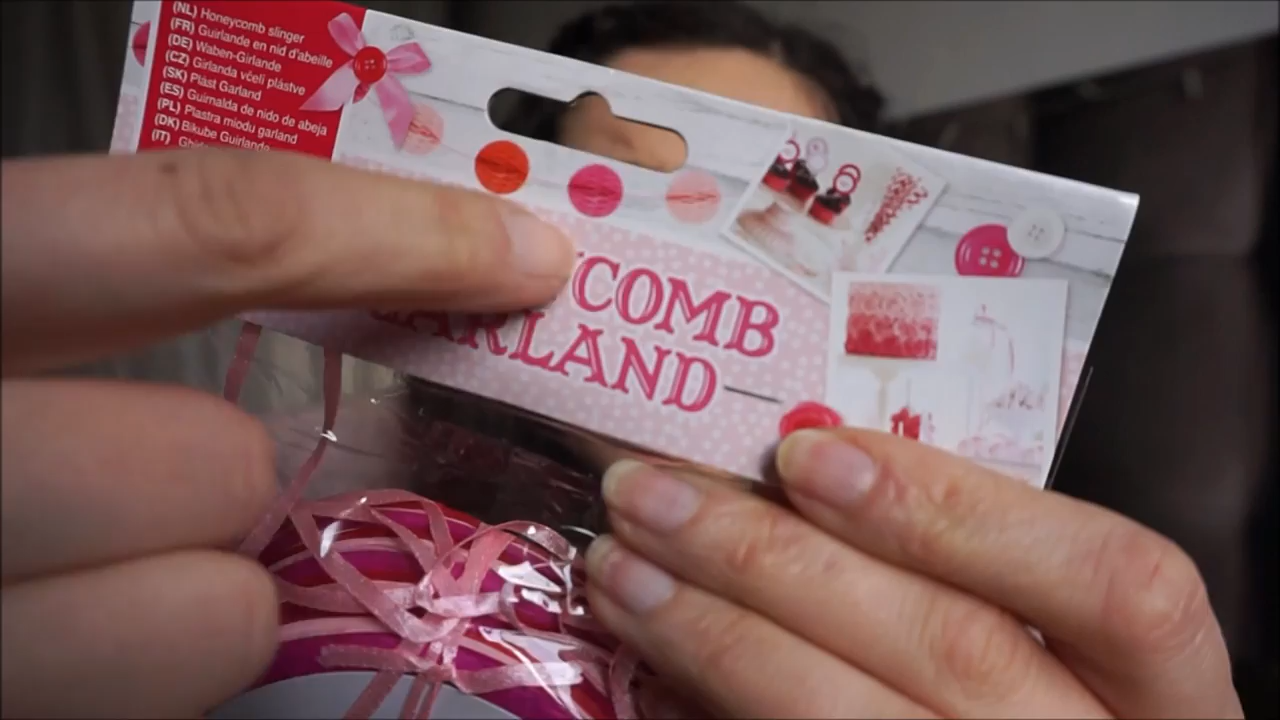 (NL) Honeycomb slinger
(FR) Guirlande en nid d'abeille
(DE) Waben-Girlande
(CZ) Girlanda včelí plástve
(SK) Plást Garland
(ES) Guirnalda de nido de abeja
(PL) Plastra miodu garland
(DK) Bikube Guirlande
(IT)
COMB
GARLAND